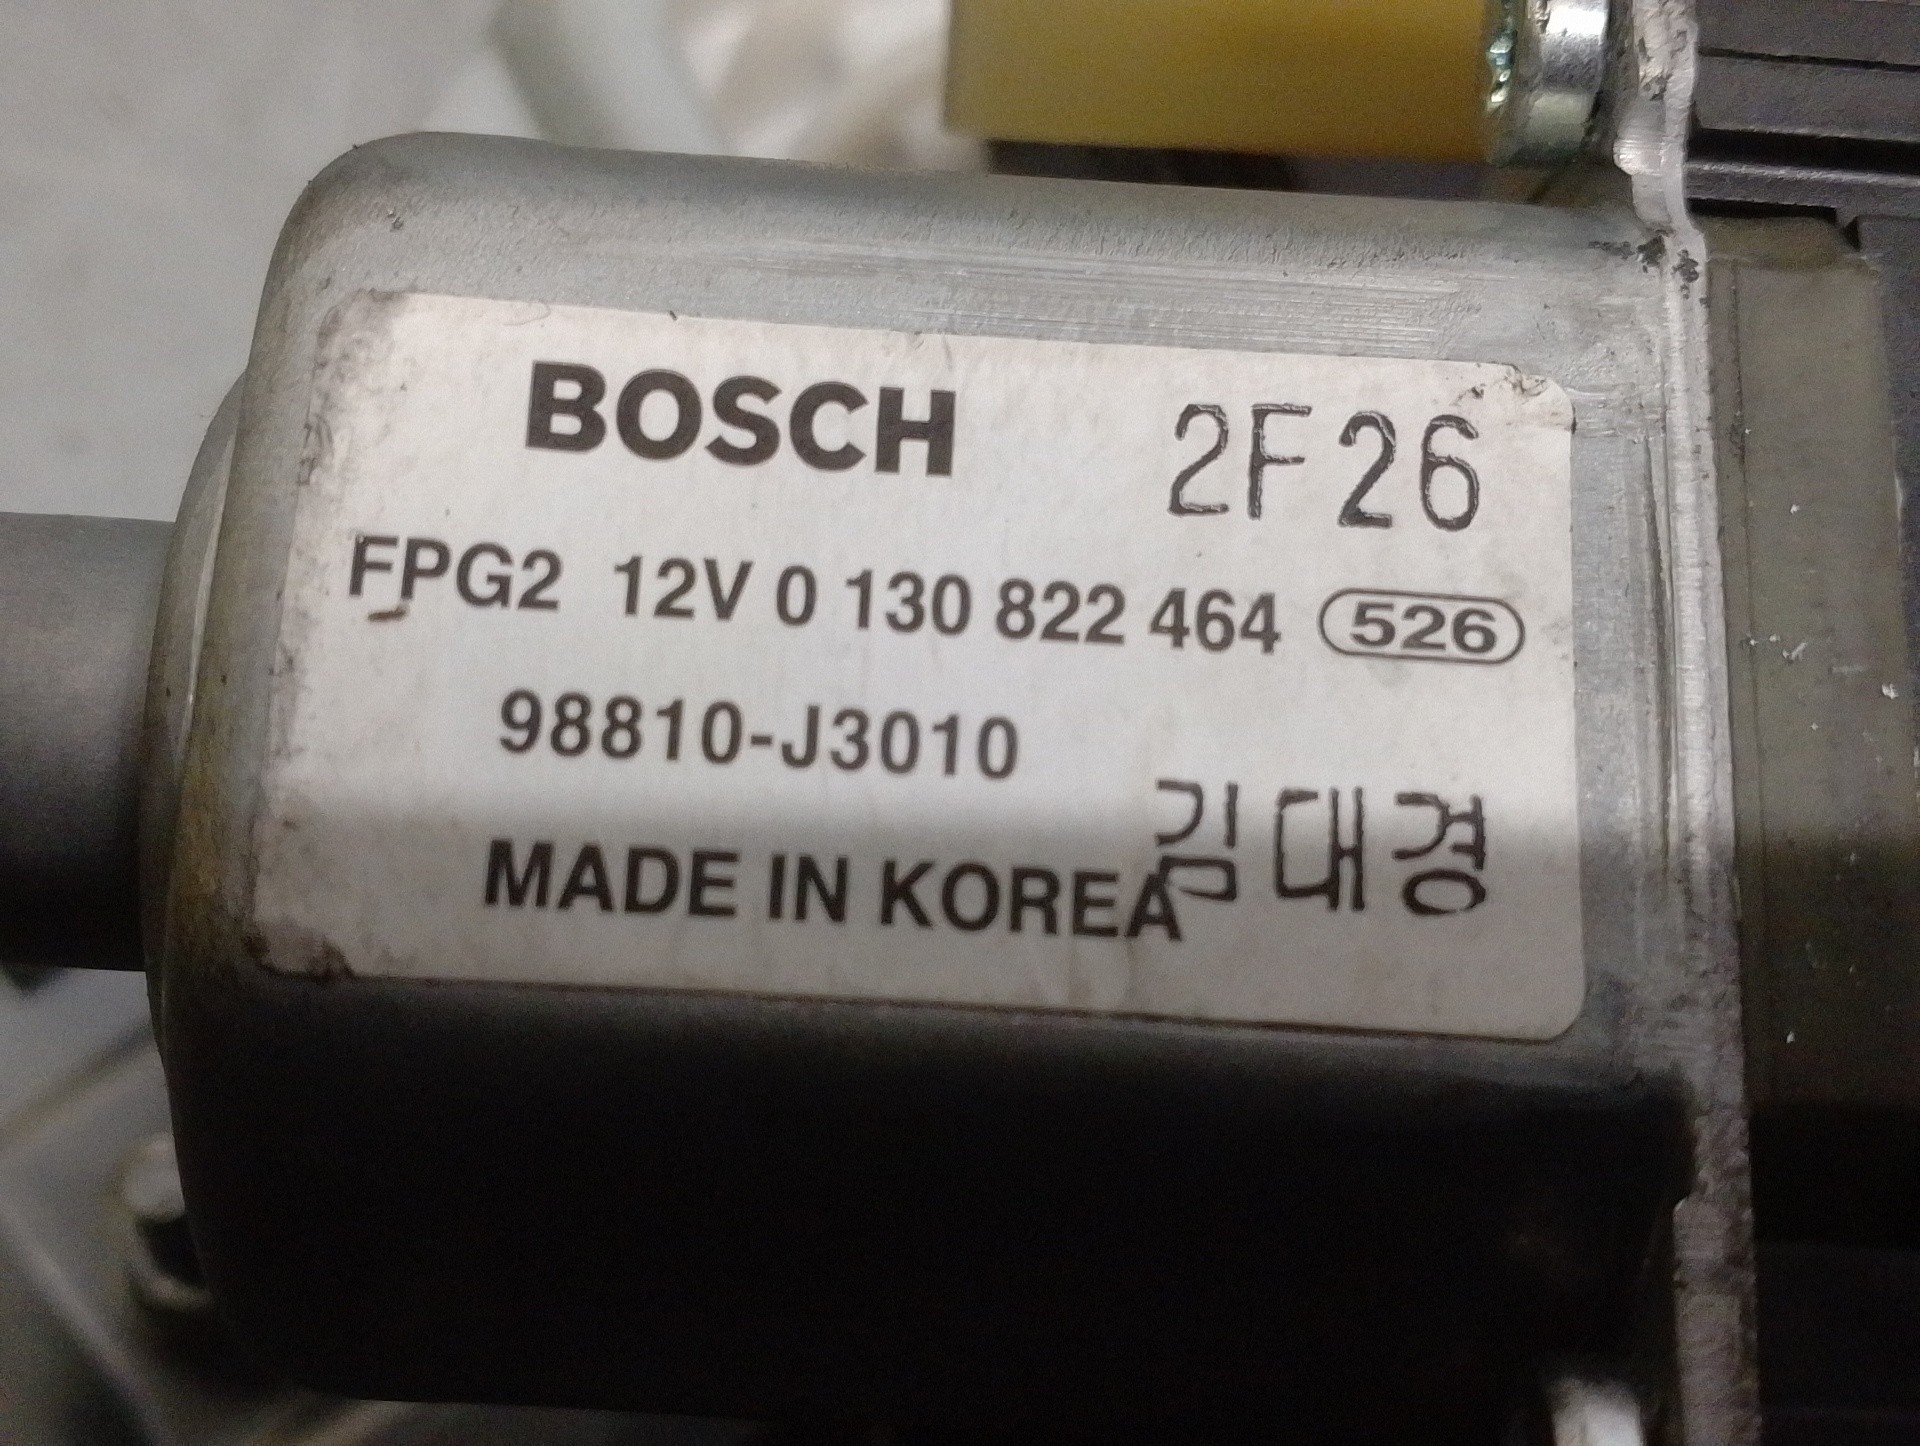 BOSCH 2F26
FPG2 12V 0 130 822 464 526
98810-J3010
MADE IN KOREA 김대경